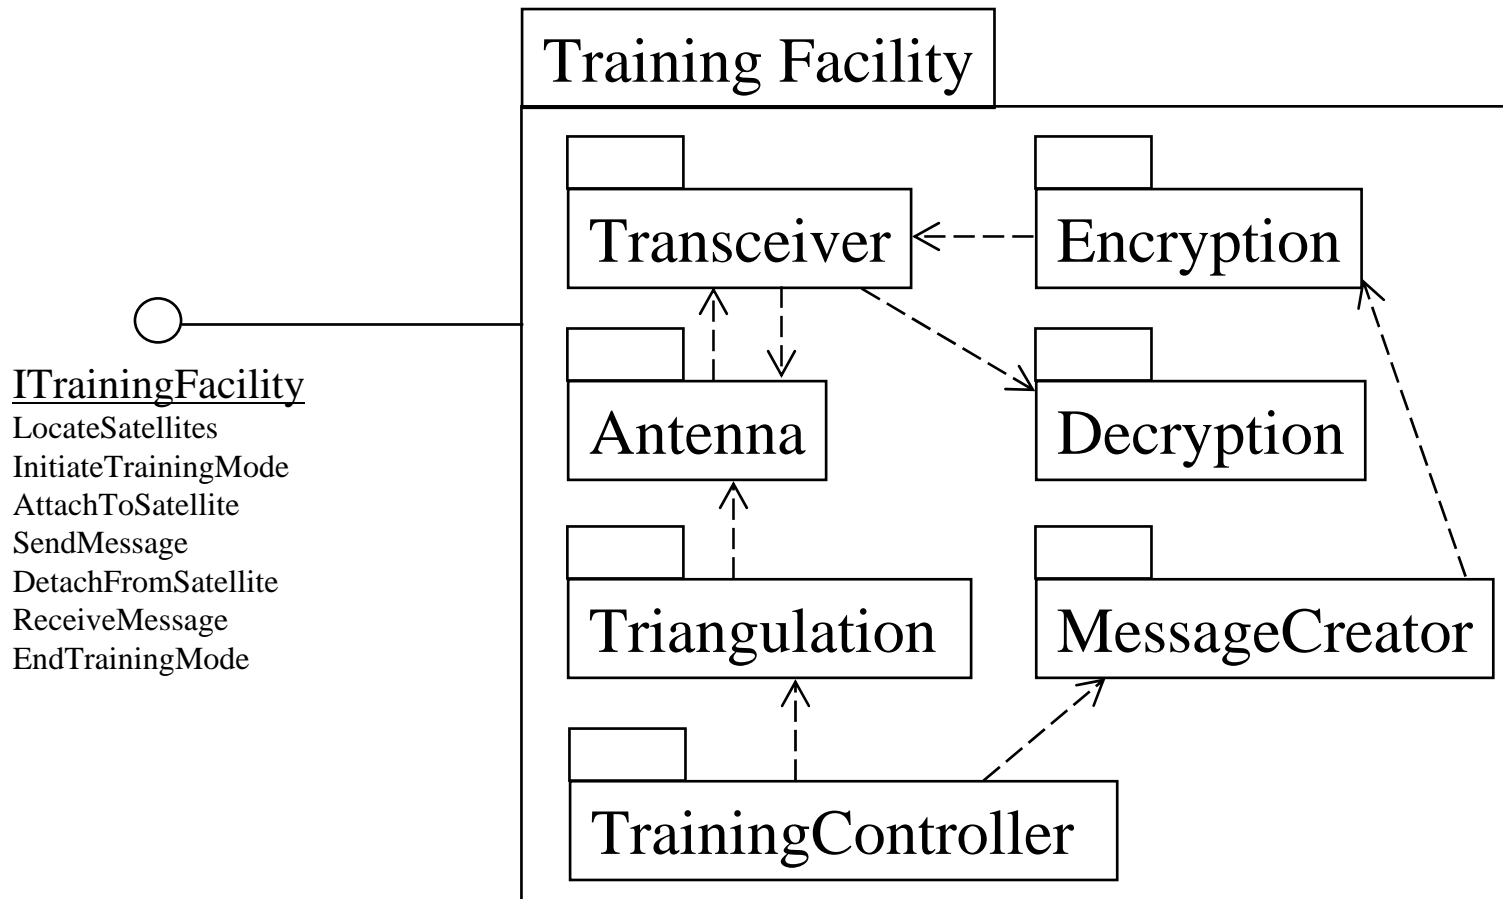 Training Facility
Transceiver
Encryption
Antenna
Decryption
Triangulation
MessageCreator
TrainingController
ITrainingFacility
LocateSatellites
InitiateTrainingMode
AttachToSatellite
SendMessage
DetachFromSatellite
ReceiveMessage
EndTrainingMode